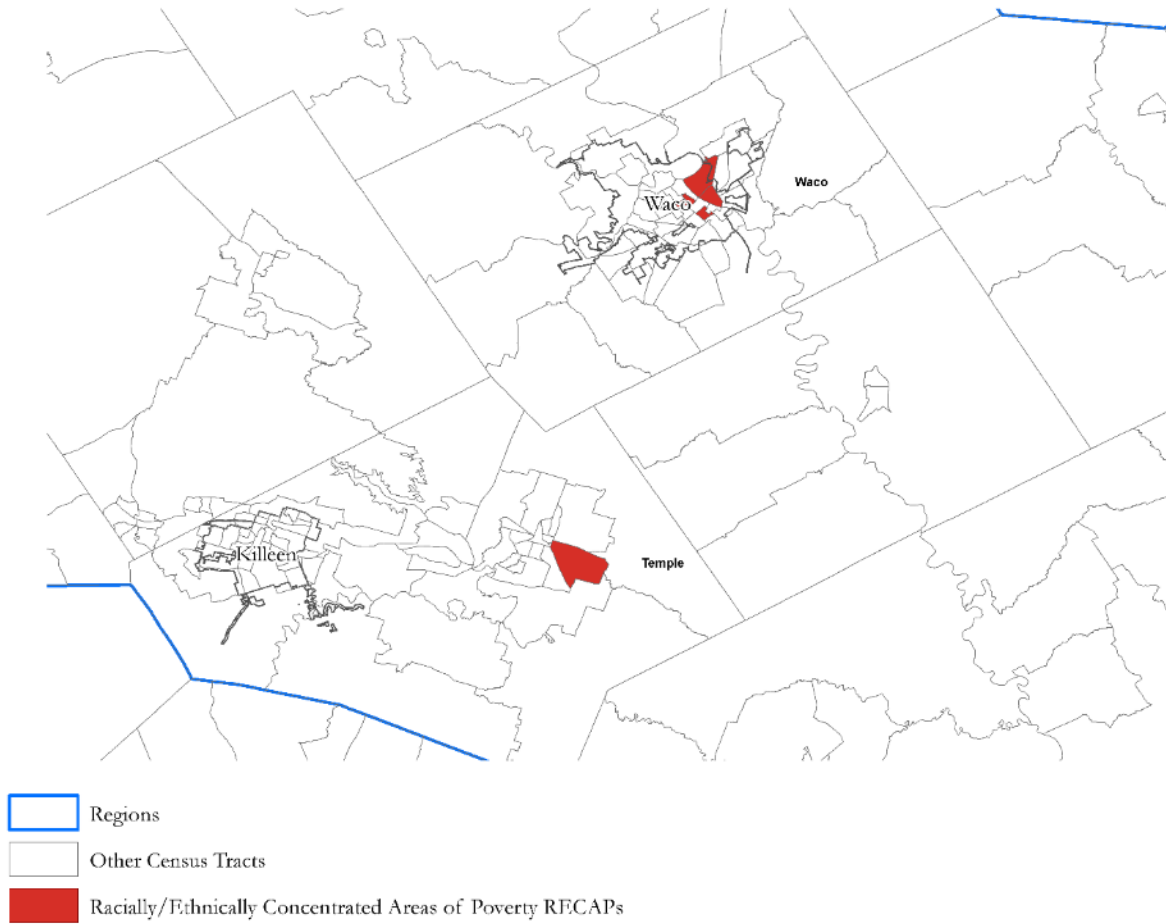 Waco
Waco
Killeen
Temple
Regions
Other Census Tracts
Racially/Ethnically Concentrated Areas of Poverty RECAPs